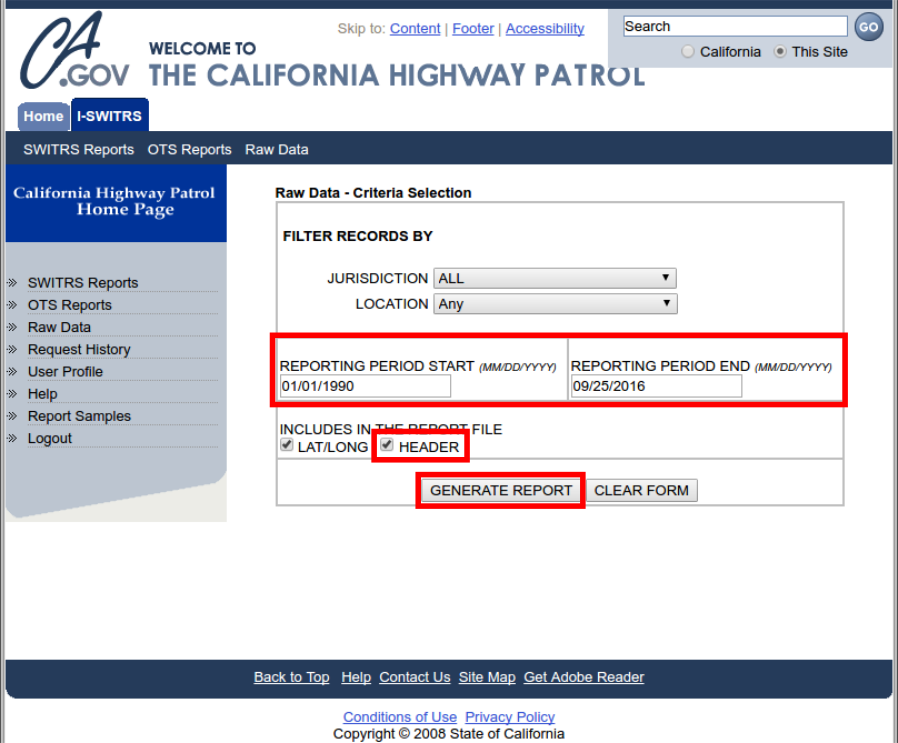 Skip to: Content | Footer | Accessibility
Search
GO
California This Site
CA
.GOV
WELCOME TO
THE CALIFORNIA HIGHWAY PATROL
Home I-SWITRS
SWITRS Reports OTS Reports Raw Data
California Highway Patrol
Home Page
SWITRS Reports
OTS Reports
Raw Data
Request History
User Profile
Help
Report Samples
Logout
Raw Data - Criteria Selection
FILTER RECORDS BY
JURISDICTION ALL
LOCATION Any
REPORTING PERIOD START (MM/DD/YYYY) REPORTING PERIOD END (MM/DD/YYYY)
01/01/1990 09/25/2016
INCLUDES IN THE REPORT FILE
LAT/LONG HEADER
GENERATE REPORT CLEAR FORM
Back to Top Help Contact Us Site Map Get Adobe Reader
Conditions of Use Privacy Policy
Copyright © 2008 State of California